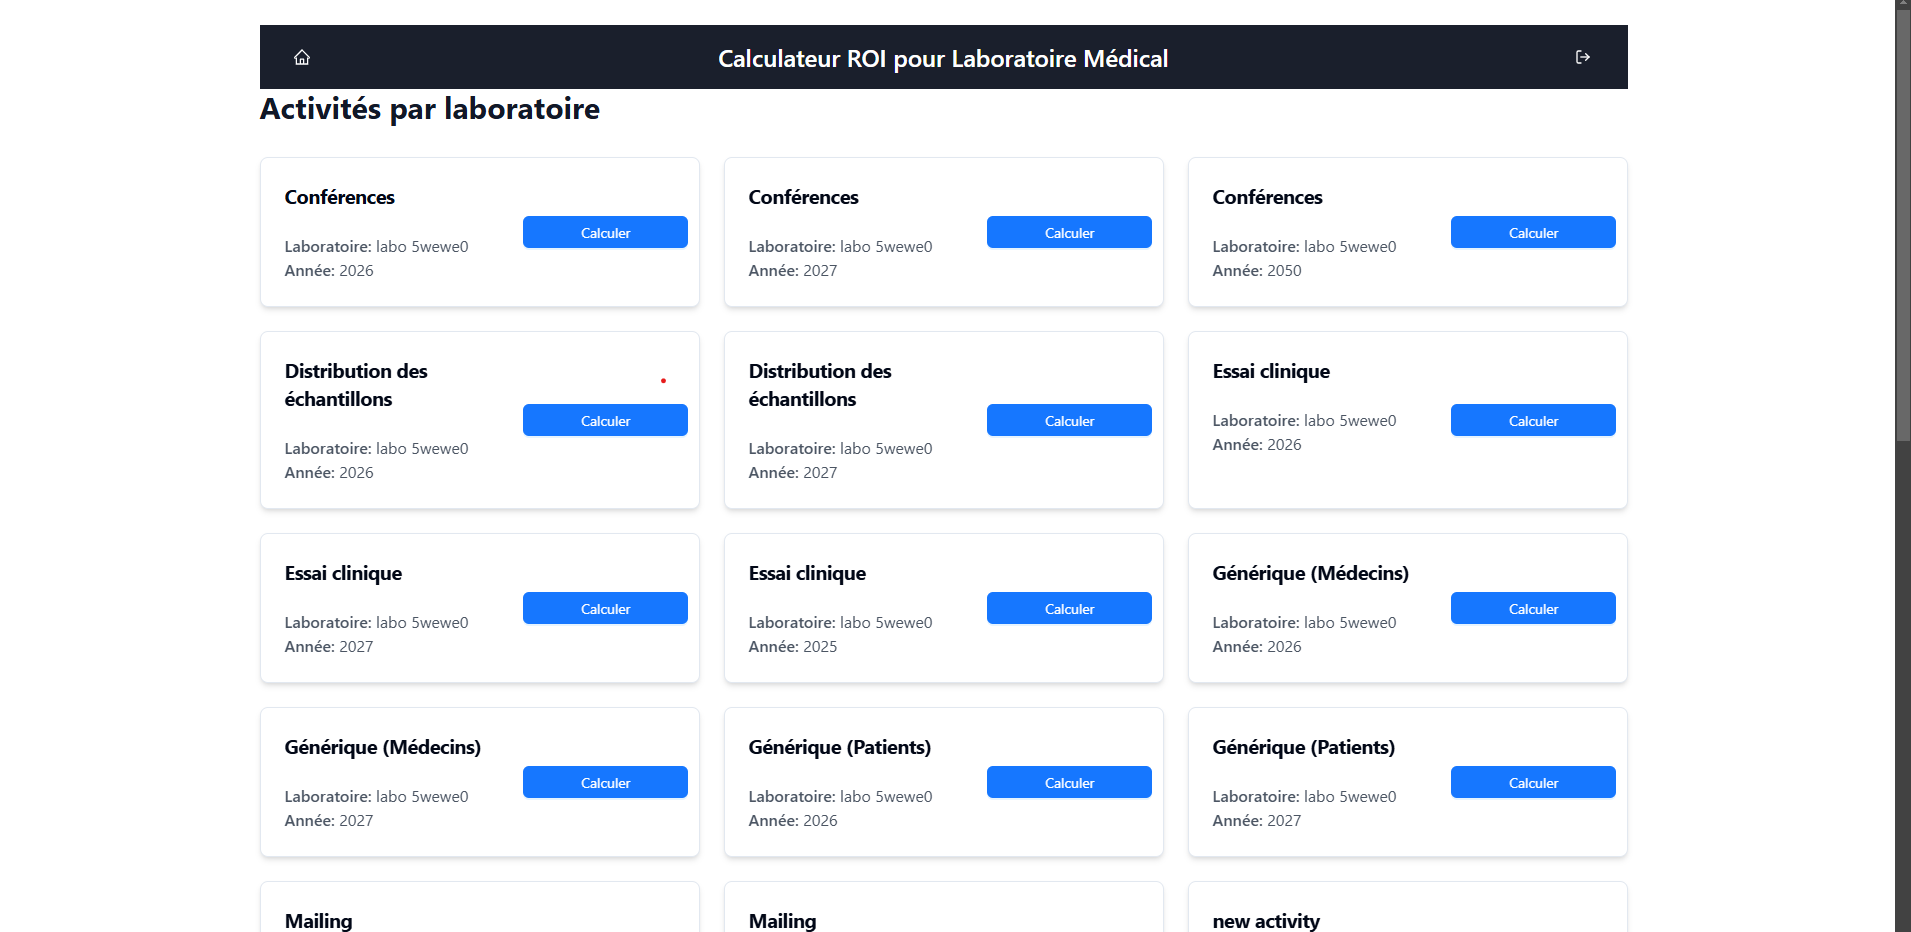 Calculateur ROI pour Laboratoire Médical
Activités par laboratoire
Conférences
Laboratoire: labo 5wewe0
Année: 2026
Calculer
Conférences
Laboratoire: labo 5wewe0
Année: 2027
Calculer
Conférences
Laboratoire: labo 5wewe0
Année: 2050
Calculer
Distribution des
échantillons
Laboratoire: labo 5wewe0
Année: 2026
Calculer
Distribution des
échantillons
Laboratoire: labo 5wewe0
Année: 2027
Calculer
Essai clinique
Laboratoire: labo 5wewe0
Année: 2026
Calculer
Essai clinique
Laboratoire: labo 5wewe0
Année: 2027
Calculer
Essai clinique
Laboratoire: labo 5wewe0
Année: 2025
Calculer
Générique (Médecins)
Laboratoire: labo 5wewe0
Année: 2026
Calculer
Générique (Médecins)
Laboratoire: labo 5wewe0
Année: 2027
Calculer
Générique (Patients)
Laboratoire: labo 5wewe0
Année: 2026
Calculer
Générique (Patients)
Laboratoire: labo 5wewe0
Année: 2027
Calculer
Mailing
Mailing
new activity